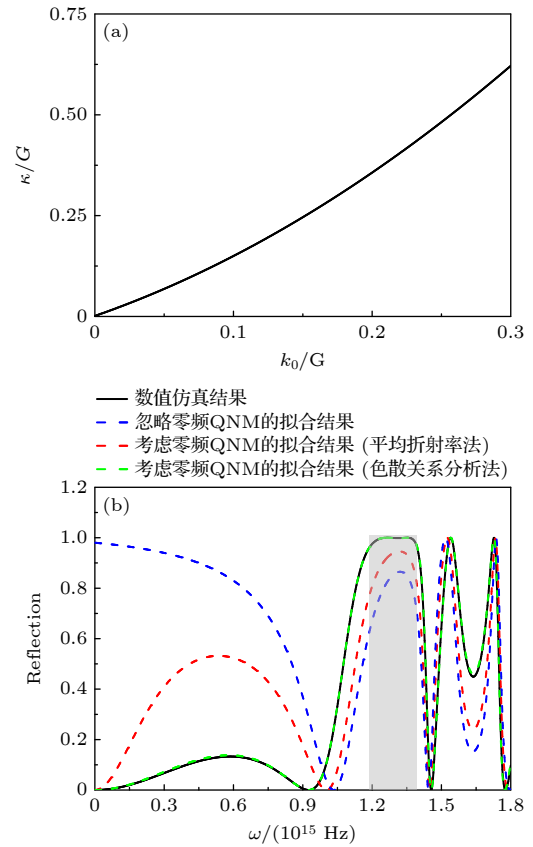 0.75
(a)
0.50
κ/G
0.25
0
0
0.1
0.2
0.3
k₀/G
数值仿真结果
忽略零频QNM的拟合结果
考虑零频QNM的拟合结果 (平均折射率法)
考虑零频QNM的拟合结果 (色散关系分析法)
1.2
(b)
1.0
0.8
0.6
Reflection
0.4
0.2
0
0
0.3
0.6
0.9
1.2
1.5
1.8
ω/(10¹⁵ Hz)